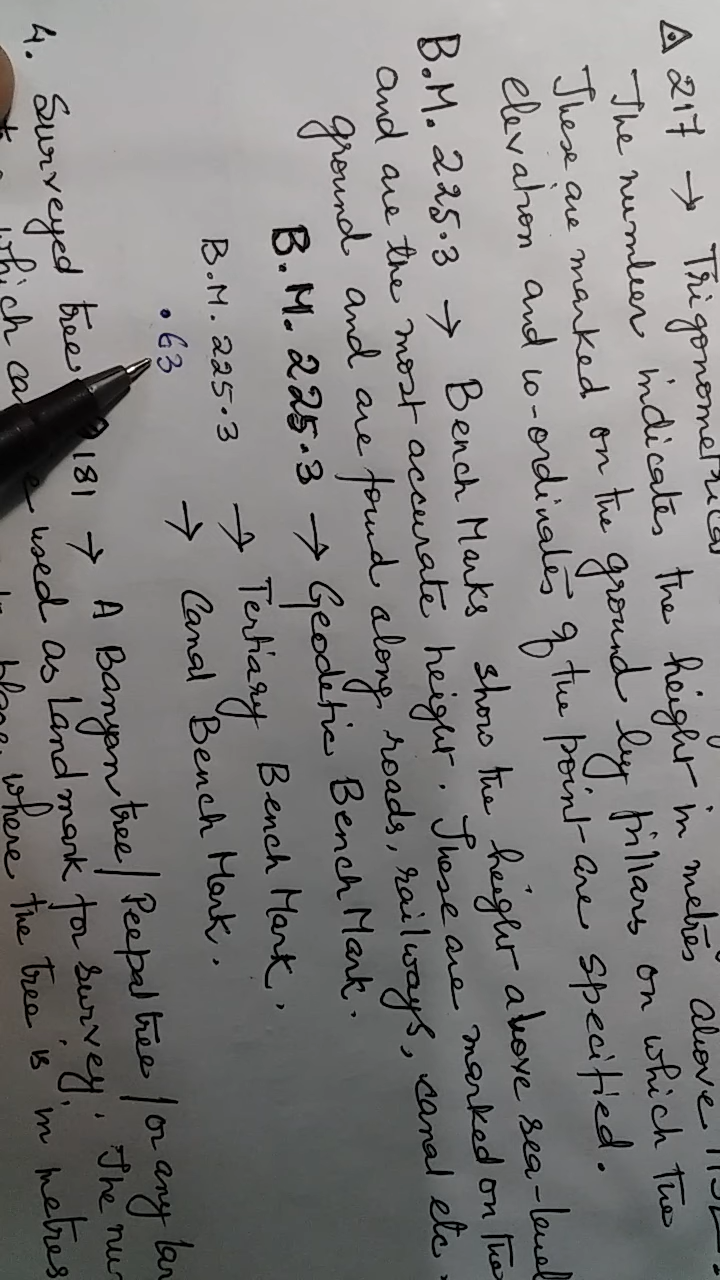 △ 217 → Trigonometrical
The number indicates the height in metres above MSL
These are marked on the ground by pillars on which the
elevation and co-ordinates of the point are specified.
B.M. 225.3 → Bench Marks show the height above sea-level
and are the most accurate height. These are marked on the
ground and are found along roads, railways, canal etc.
B.M. 225.3 → Geodetic Bench Mark.
B.M. 225.3 → Tertiary Bench Mark.
.63 → Canal Bench Mark.
4. Surveyed tree 181 → A Banyan tree/ Peepal tree / or any
which used as Landmark for survey. The
place where the tree is in metres